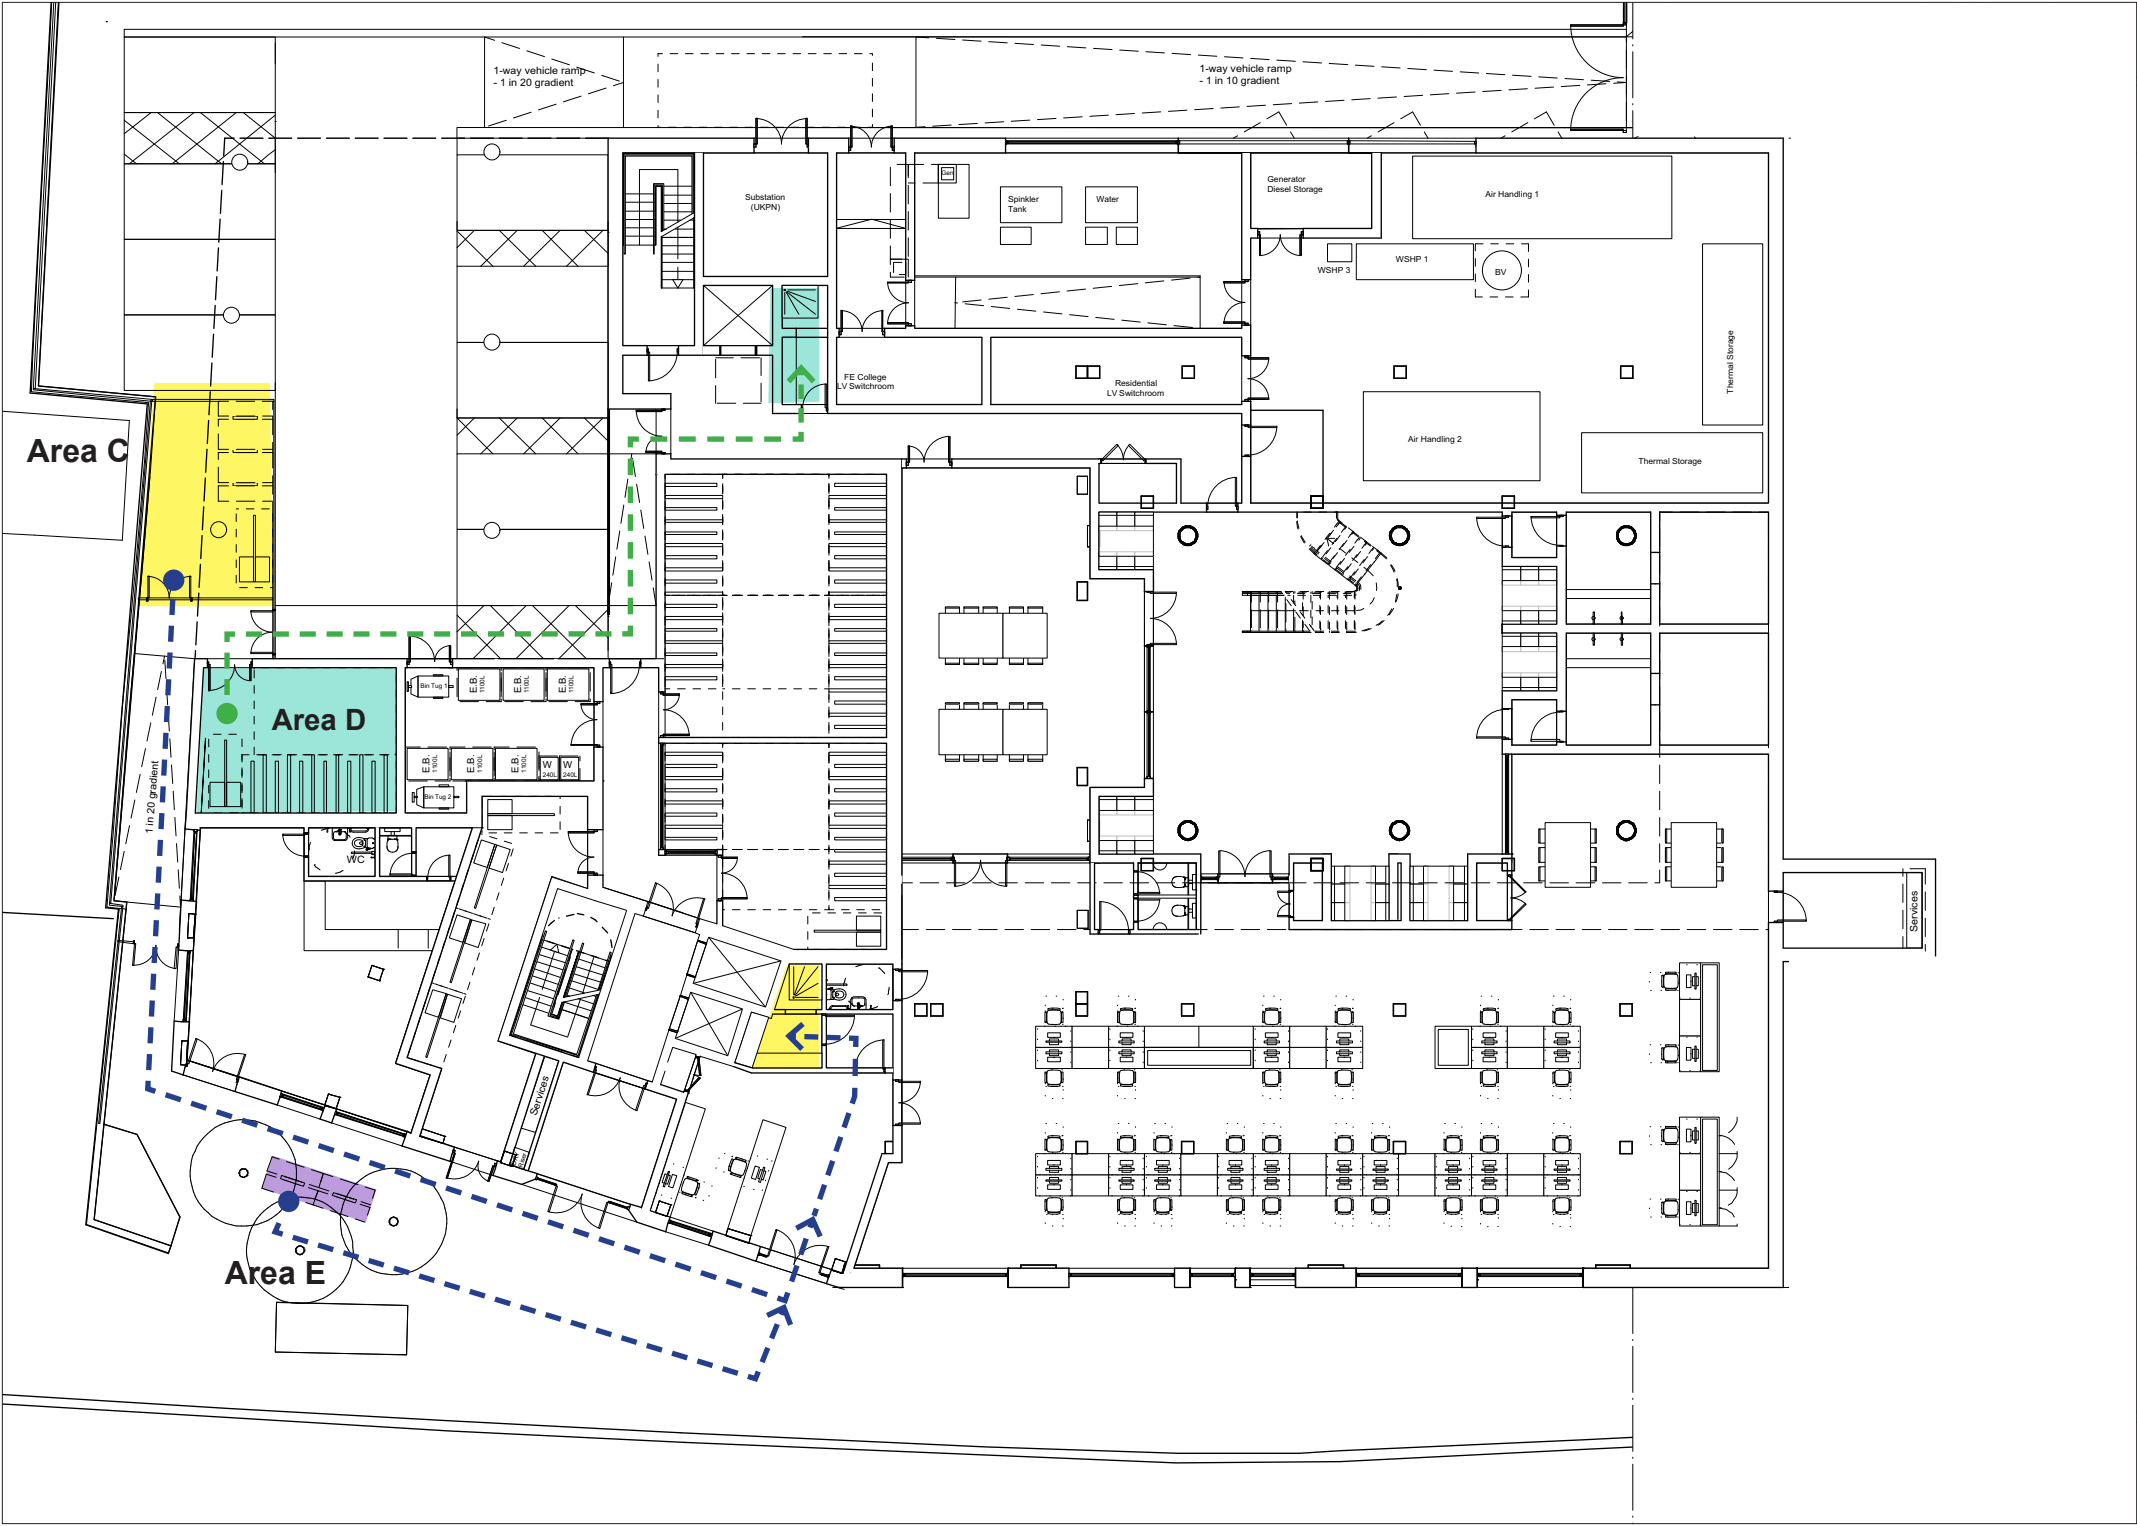 1-way vehicle ramp
- 1 in 20 gradient
1-way vehicle ramp
- 1 in 10 gradient
Substation
(UKPN)
Gen
Spinkler
Tank
Water
Generator
Diesel Storage
Air Handling 1
WSHP 3
WSHP 1
BV
Thermal Storage
FE College
LV Switchroom
Residential
LV Switchroom
Air Handling 2
Thermal Storage
Area C
Area D
Bin Tug 1
E.B.
1100L
E.B.
1100L
E.B.
1100L
E.B.
1100L
E.B.
1100L
E.B.
1100L
W
240L
W
240L
Bin Tug 2
1 in 20 gradient
WC
Services
Services
Area E